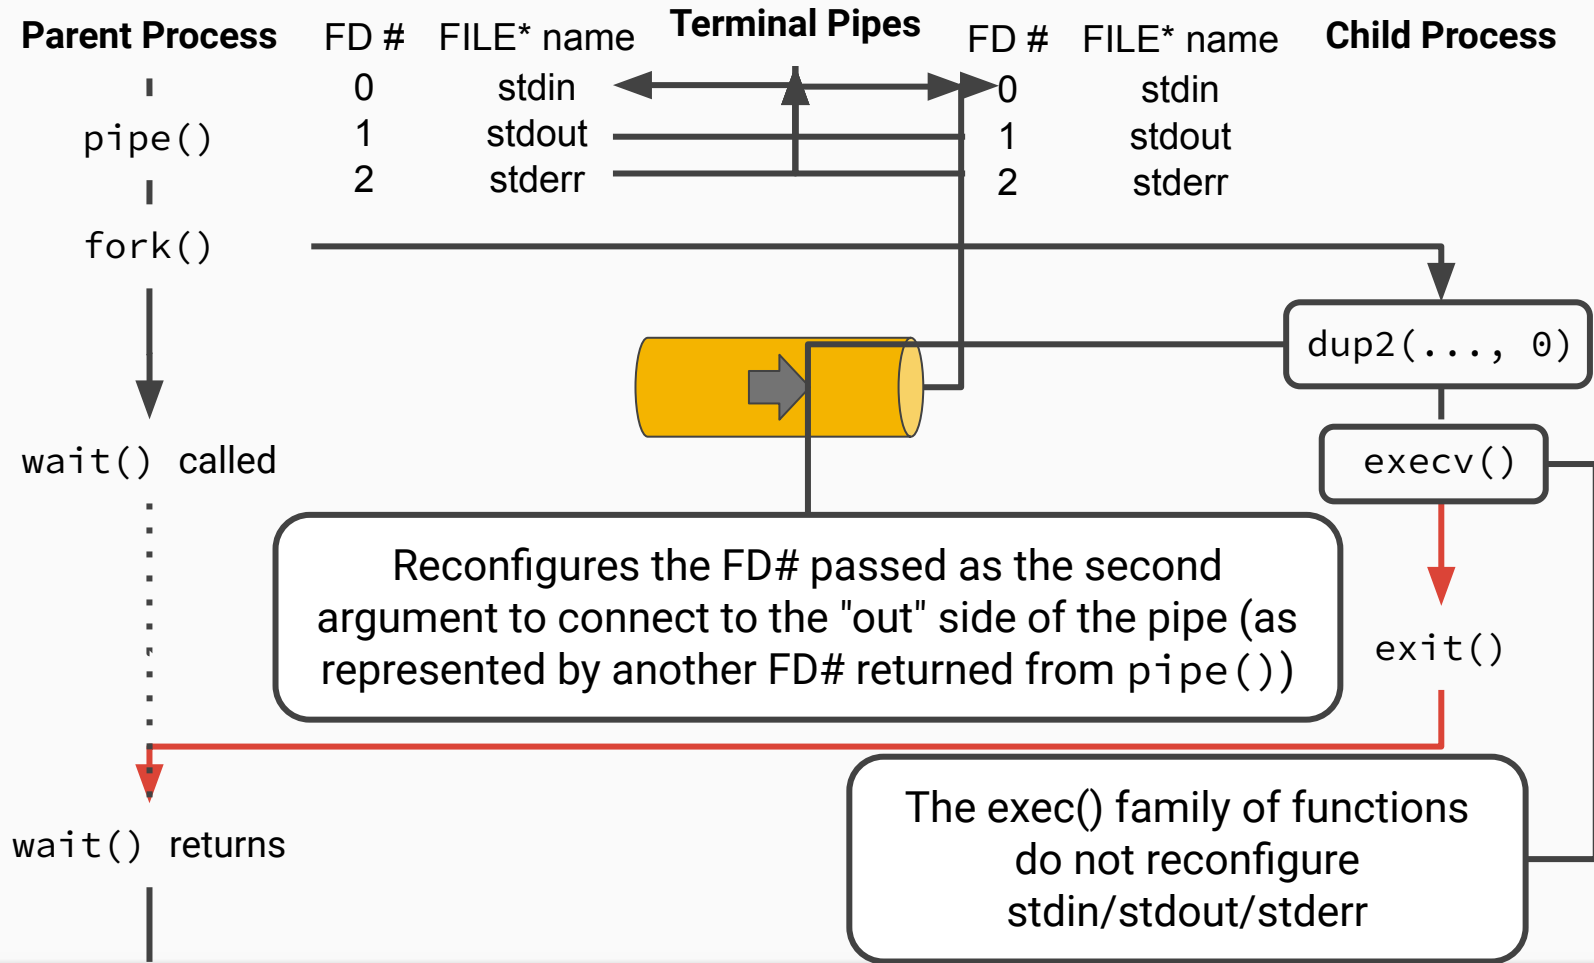 Parent Process FD # FILE* name Terminal Pipes FD # FILE* name Child Process
0 stdin 0 stdin
pipe() 1 stdout 1 stdout
2 stderr 2 stderr
fork()
dup2(..., 0)
wait() called execv()
Reconfigures the FD# passed as the second
argument to connect to the "out" side of the pipe (as
represented by another FD# returned from pipe())
exit()
The exec() family of functions
do not reconfigure
stdin/stdout/stderr
wait() returns